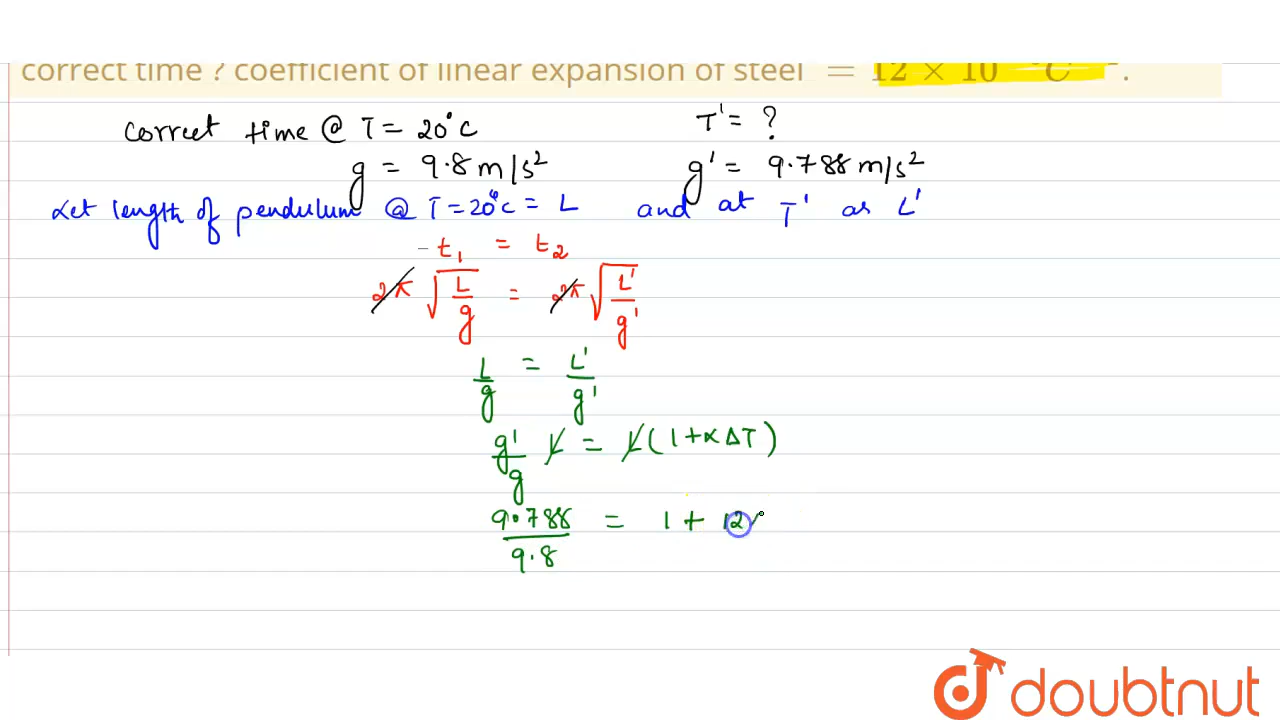 correct time ? coefficient of linear expansion of steel = 12 × 10 °C .
Correct time @ T = 20°C T' = ?
g = 9.8 m/s² g' = 9.788 m/s²
Let length of pendulum @ T = 20°C = L and at T' as L'
t₁ = t₂
2π √(L/g) = 2π √(L'/g')
L/g = L'/g'
g'/g L = L (1 + α ΔT)
9.788/9.8 = 1 + 12
doubtnut